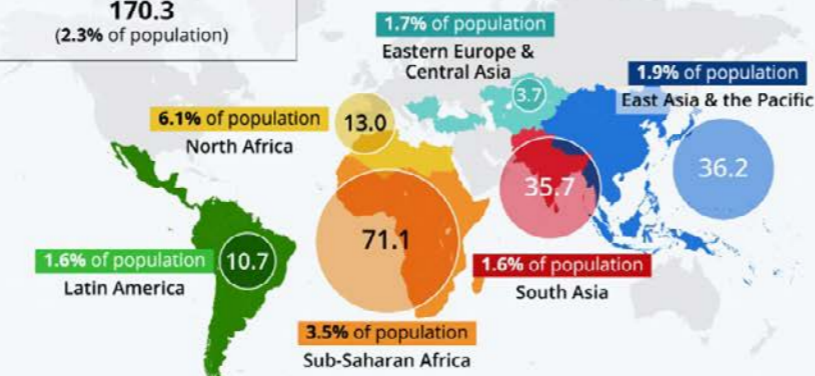 170.3
(2.3% of population)
1.7% of population
Eastern Europe &
Central Asia
3.7
1.9% of population
East Asia & the Pacific
36.2
6.1% of population
North Africa
13.0
35.7
71.1
1.6% of population
Latin America
10.7
1.6% of population
South Asia
3.5% of population
Sub-Saharan Africa